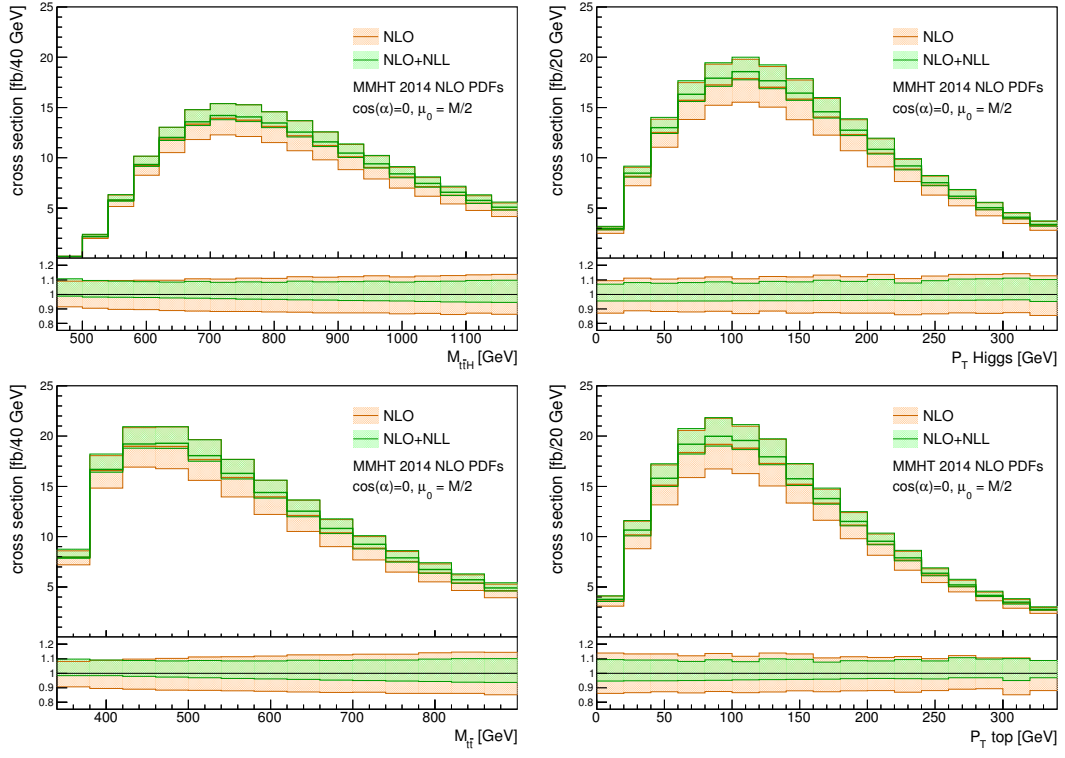 cross section [fb/40 GeV]
25
20
15
10
5
NLO
NLO+NLL
MMHT 2014 NLO PDFs
cos(α)=0, μ0 = M/2
1.2
1.1
1
0.9
0.8
500 600 700 800 900 1000 1100
M tt̄H [GeV]
cross section [fb/20 GeV]
25
20
15
10
5
NLO
NLO+NLL
MMHT 2014 NLO PDFs
cos(α)=0, μ0 = M/2
1.2
1.1
1
0.9
0.8
0 50 100 150 200 250 300
PT Higgs [GeV]
cross section [fb/40 GeV]
25
20
15
10
5
NLO
NLO+NLL
MMHT 2014 NLO PDFs
cos(α)=0, μ0 = M/2
1.2
1.1
1
0.9
0.8
400 500 600 700 800
M tt̄ [GeV]
cross section [fb/20 GeV]
25
20
15
10
5
NLO
NLO+NLL
MMHT 2014 NLO PDFs
cos(α)=0, μ0 = M/2
1.2
1.1
1
0.9
0.8
0 50 100 150 200 250 300
PT top [GeV]